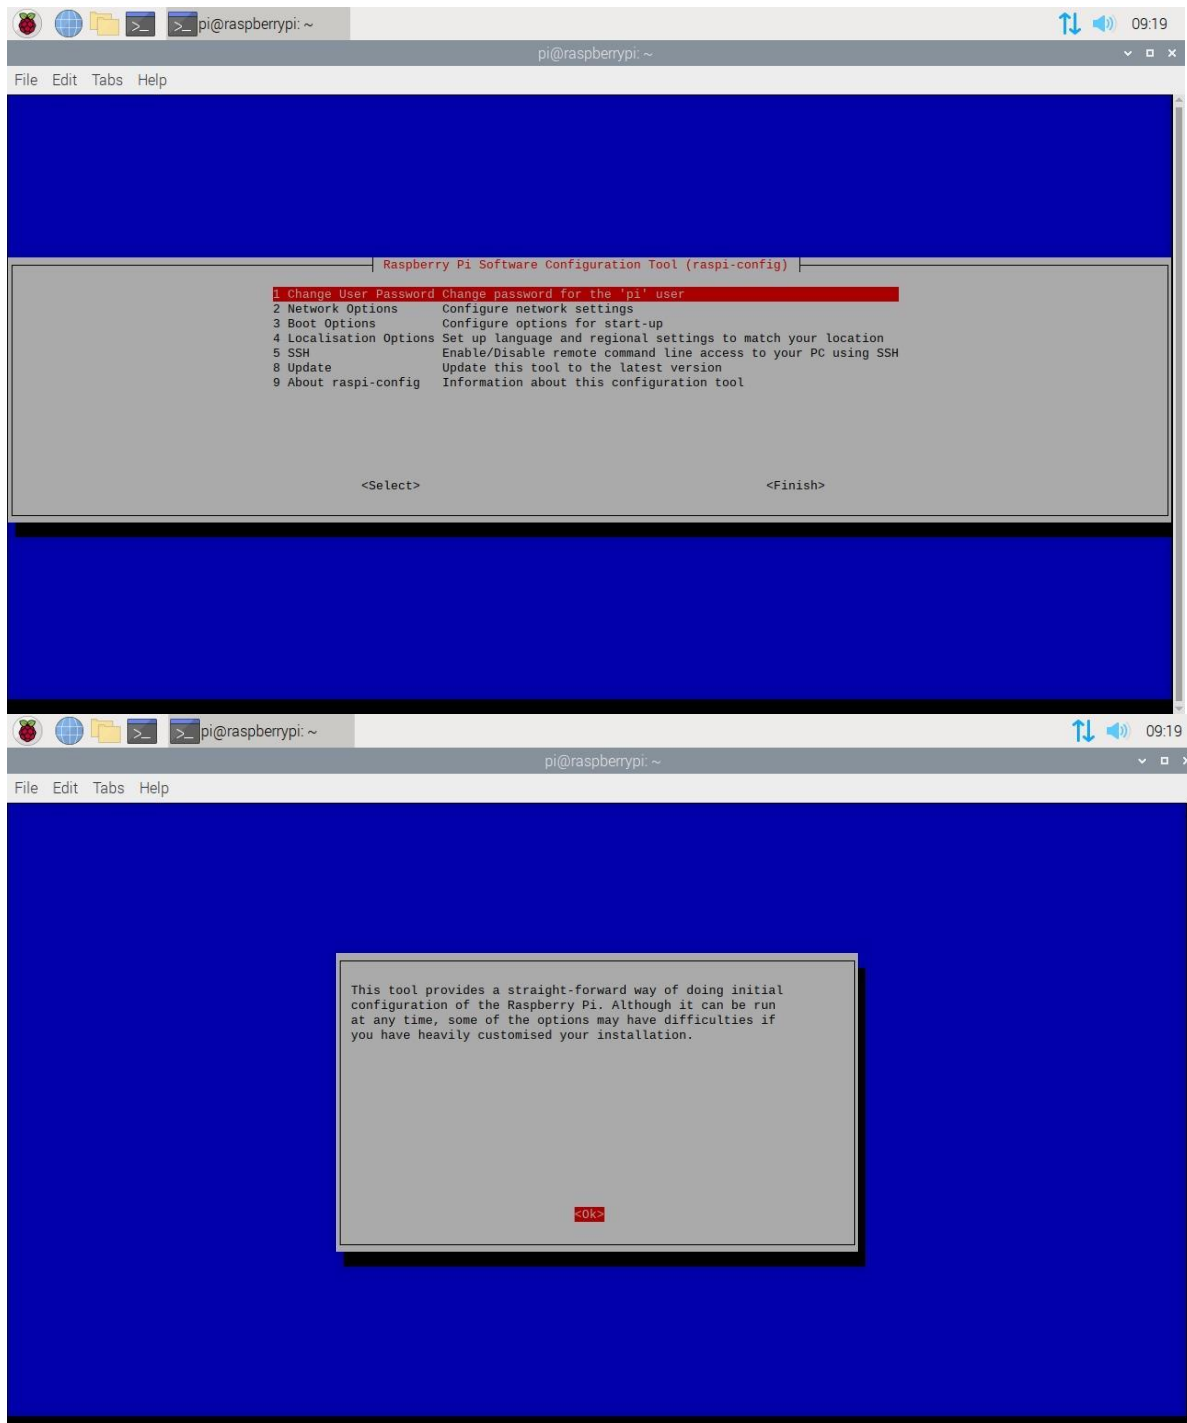 pi@raspberrypi: ~ 09:19
pi@raspberrypi: ~
File Edit Tabs Help
Raspberry Pi Software Configuration Tool (raspi-config)
1 Change User Password Change password for the 'pi' user
2 Network Options Configure network settings
3 Boot Options Configure options for start-up
4 Localisation Options Set up language and regional settings to match your location
5 SSH Enable/Disable remote command line access to your PC using SSH
8 Update Update this tool to the latest version
9 About raspi-config Information about this configuration tool
<Select> <Finish>
pi@raspberrypi: ~ 09:19
pi@raspberrypi: ~
File Edit Tabs Help
This tool provides a straight-forward way of doing initial
configuration of the Raspberry Pi. Although it can be run
at any time, some of the options may have difficulties if
you have heavily customised your installation.
<Ok>